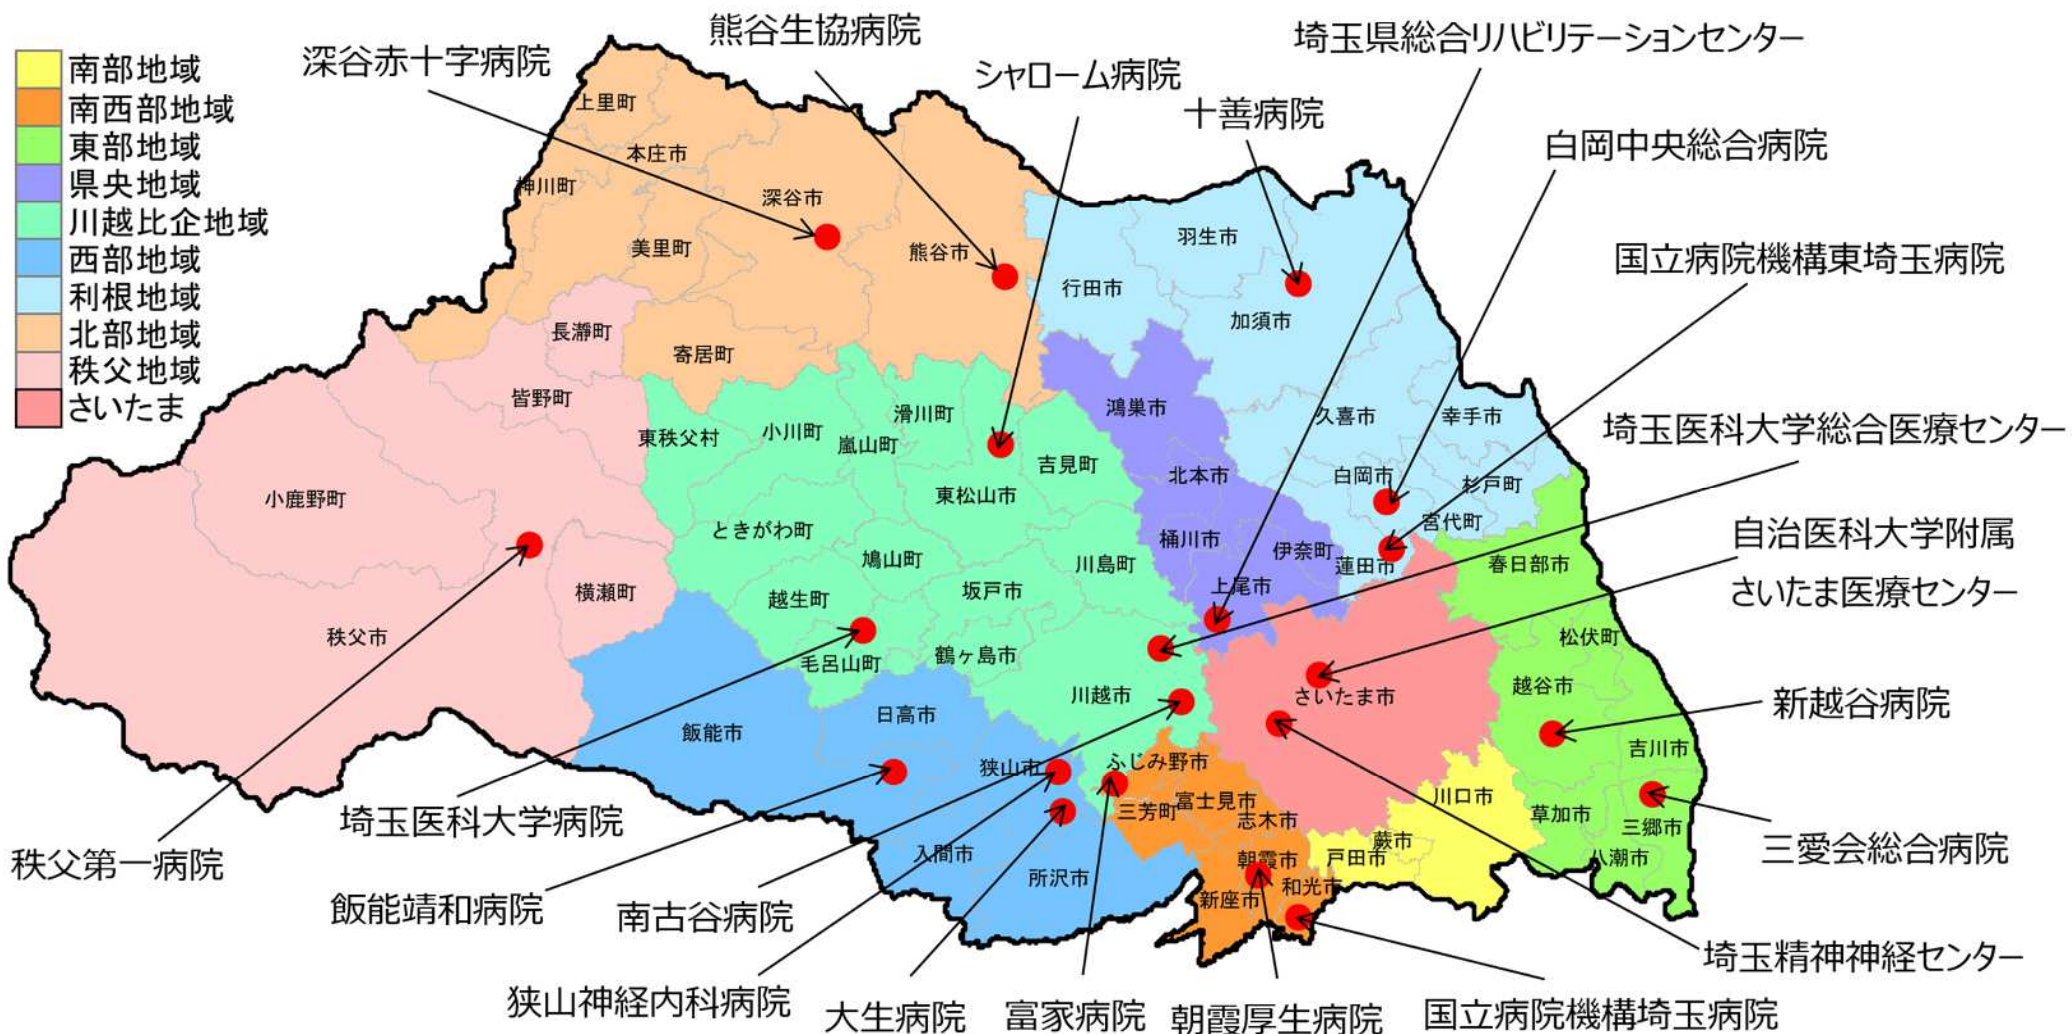 南部地域
南西部地域
東部地域
県央地域
川越比企地域
西部地域
利根地域
北部地域
秩父地域
さいたま
深谷赤十字病院
熊谷生協病院
シャローム病院
十善病院
埼玉県総合リハビリテーションセンター
白岡中央総合病院
国立病院機構東埼玉病院
埼玉医科大学総合医療センター
自治医科大学附属
さいたま医療センター
新越谷病院
三愛会総合病院
埼玉精神神経センター
国立病院機構埼玉病院
朝霞厚生病院
富家病院
大生病院
狭山神経内科病院
南古谷病院
飯能靖和病院
埼玉医科大学病院
秩父第一病院
上里町
本庄市
神川町
深谷市
美里町
熊谷市
寄居町
長瀞町
皆野町
小鹿野町
秩父市
横瀬町
東秩父村
小川町
嵐山町
滑川町
吉見町
東松山市
ときがわ町
鳩山町
越生町
毛呂山町
坂戸市
鶴ヶ島市
川島町
川越市
行田市
羽生市
加須市
久喜市
幸手市
白岡市
杉戸町
宮代町
蓮田市
鴻巣市
北本市
桶川市
伊奈町
上尾市
春日部市
松伏町
越谷市
吉川市
草加市
三郷市
八潮市
さいたま市
川口市
蕨市
戸田市
飯能市
日高市
狭山市
入間市
所沢市
ふじみ野市
三芳町
富士見市
志木市
朝霞市
和光市
新座市